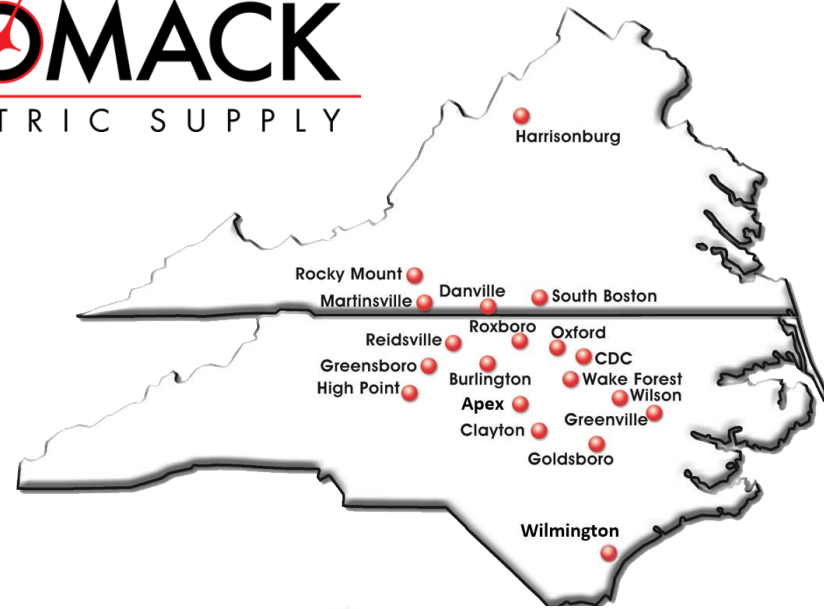 OMACK
TRIC SUPPLY
Harrisonburg
Rocky Mount
Martinsville
Danville
South Boston
Reidsville
Roxboro
Oxford
CDC
Greensboro
Burlington
Wake Forest
High Point
Wilson
Apex
Greenville
Clayton
Goldsboro
Wilmington